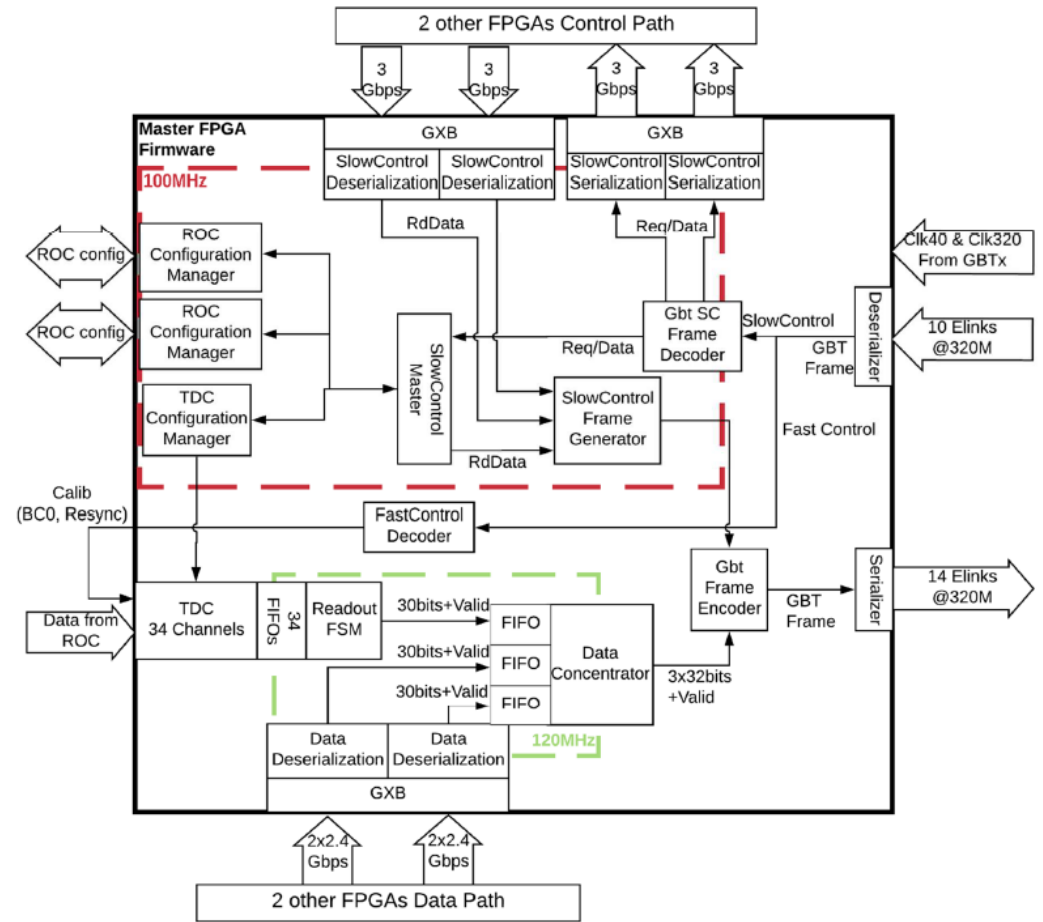 2 other FPGAs Control Path
3
Gbps
3
Gbps
3
Gbps
3
Gbps
Master FPGA
Firmware
GXB
GXB
SlowControl
Deserialization
SlowControl
Deserialization
SlowControl
Serialization
SlowControl
Serialization
100MHz
RdData
Req/Data
ROC config
ROC
Configuration
Manager
Clk40 & Clk320
From GBTx
ROC config
ROC
Configuration
Manager
SlowControl
Master
Req/Data
Gbt SC
Frame
Decoder
SlowControl
GBT
Frame
Deserializer
10 Elinks
@320M
TDC
Configuration
Manager
SlowControl
Frame
Generator
RdData
Fast Control
Calib
(BC0, Resync)
FastControl
Decoder
Gbt
Frame
Encoder
GBT
Frame
Serializer
14 Elinks
@320M
Data from
ROC
TDC
34 Channels
34
FIFOs
Readout
FSM
30bits+Valid
30bits+Valid
30bits+Valid
FIFO
FIFO
FIFO
Data
Concentrator
3x32bits
+Valid
120MHz
Data
Deserialization
Data
Deserialization
GXB
2x2.4
Gbps
2x2.4
Gbps
2 other FPGAs Data Path